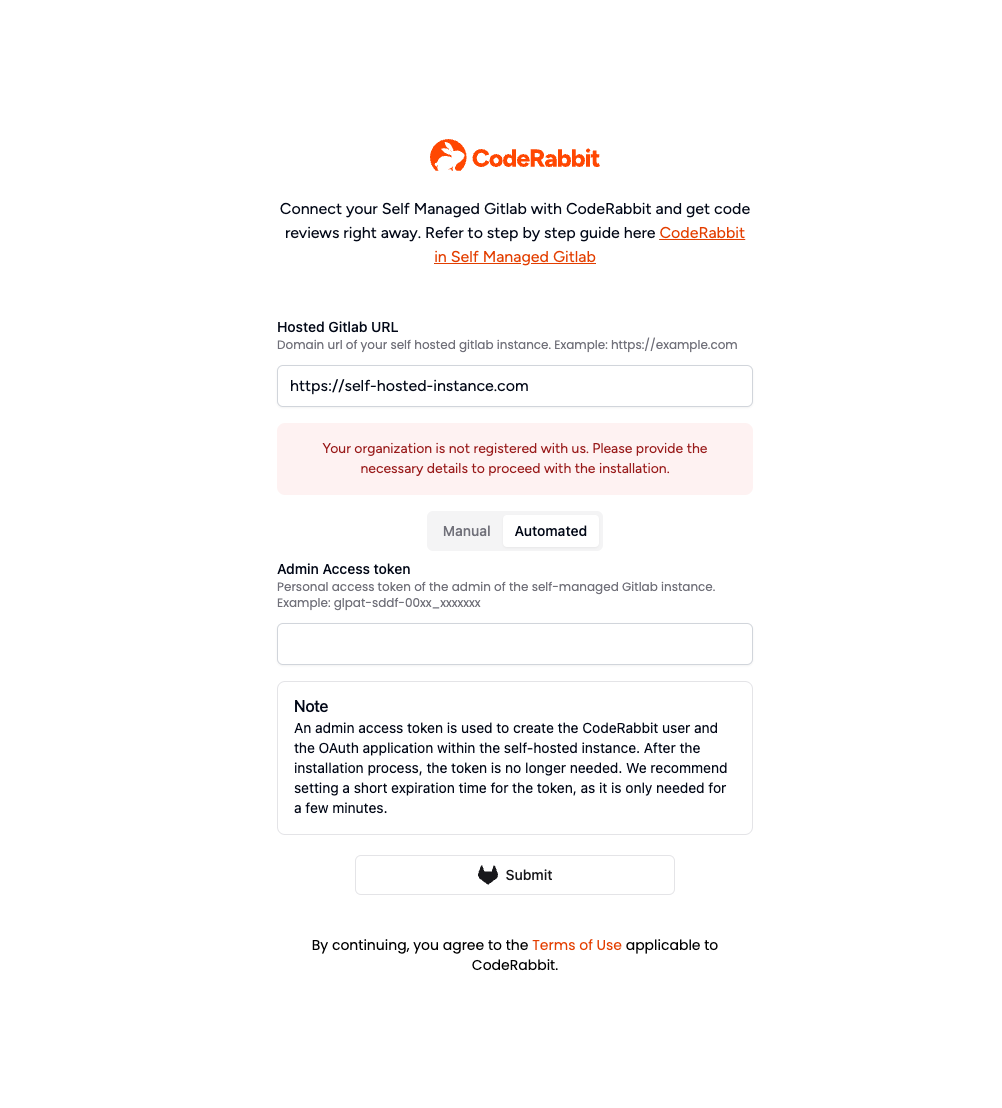 CodeRabbit
Connect your Self Managed Gitlab with CodeRabbit and get code
reviews right away. Refer to step by step guide here CodeRabbit
in Self Managed Gitlab
Hosted Gitlab URL
Domain url of your self hosted gitlab instance. Example: https://example.com
https://self-hosted-instance.com
Your organization is not registered with us. Please provide the
necessary details to proceed with the installation.
Manual Automated
Admin Access token
Personal access token of the admin of the self-managed Gitlab instance.
Example: glpat-sddf-00xx_xxxxxxx
Note
An admin access token is used to create the CodeRabbit user and
the OAuth application within the self-hosted instance. After the
installation process, the token is no longer needed. We recommend
setting a short expiration time for the token, as it is only needed for
a few minutes.
Submit
By continuing, you agree to the Terms of Use applicable to
CodeRabbit.